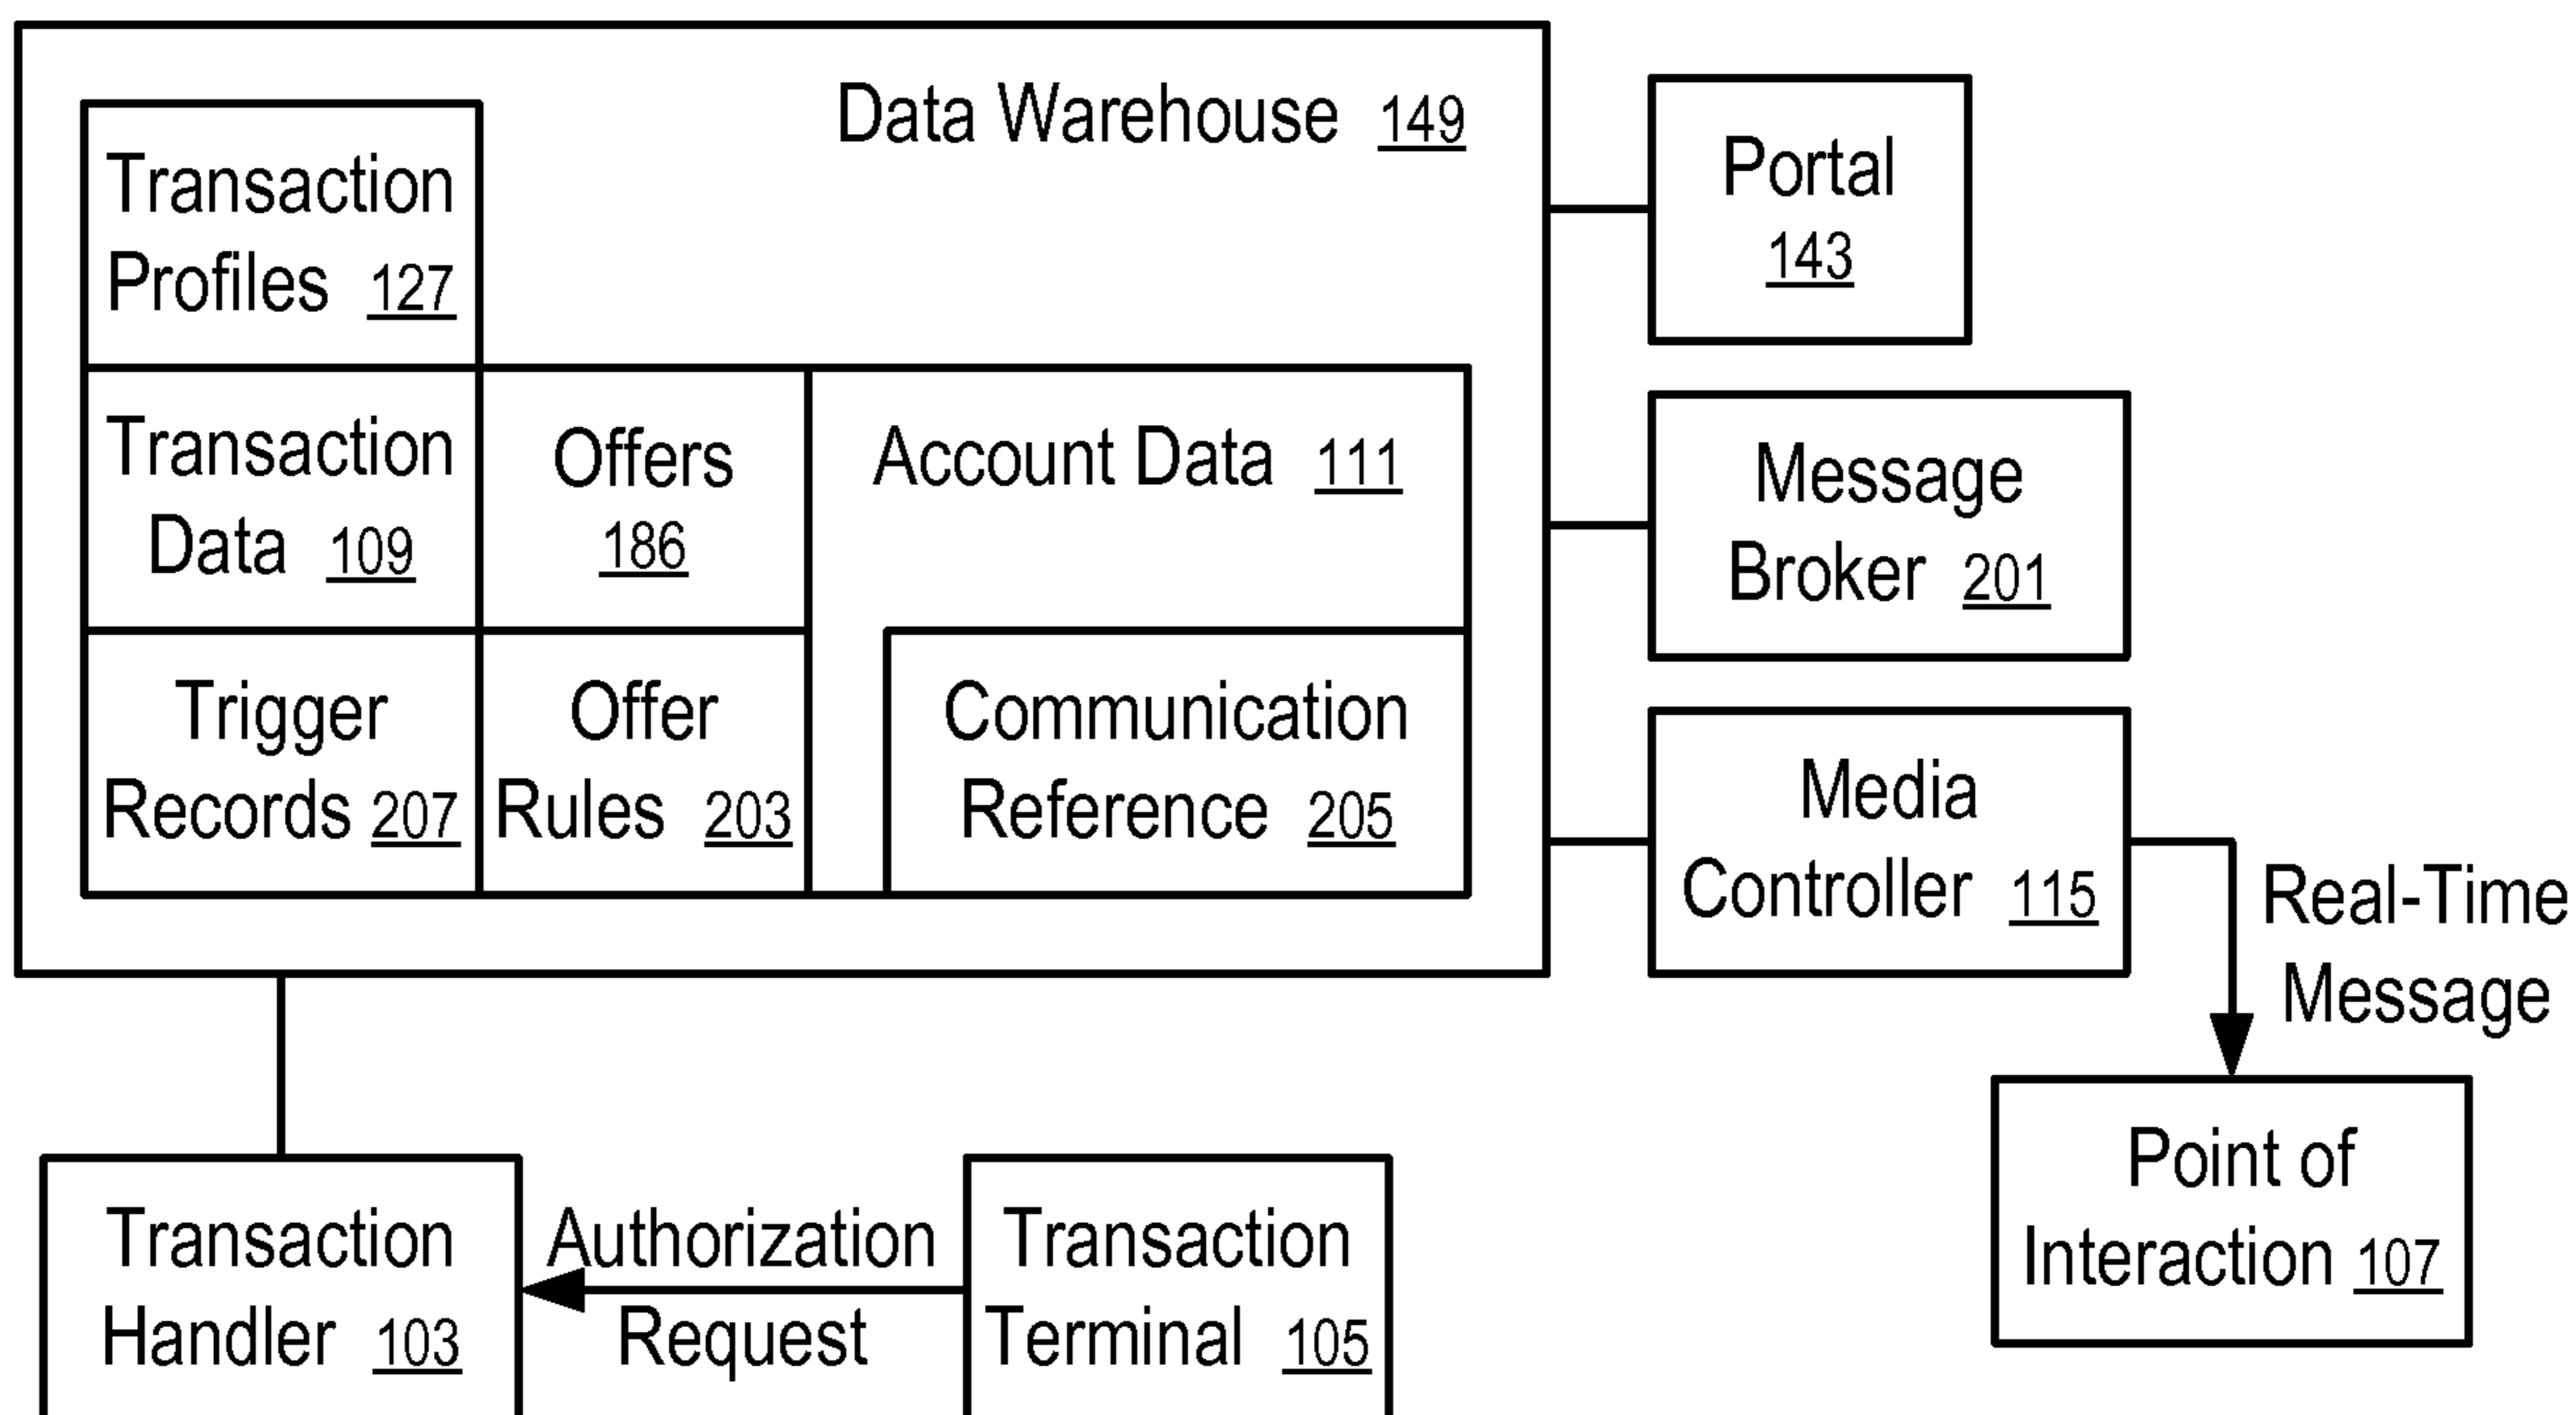 Data Warehouse 149
Transaction
Profiles 127
Transaction
Data 109
Offers
186
Account Data 111
Trigger
Records 207
Offer
Rules 203
Communication
Reference 205
Portal
143
Message
Broker 201
Media
Controller 115
Real-Time
Message
Point of
Interaction 107
Transaction
Handler 103
Authorization
Request
Transaction
Terminal 105